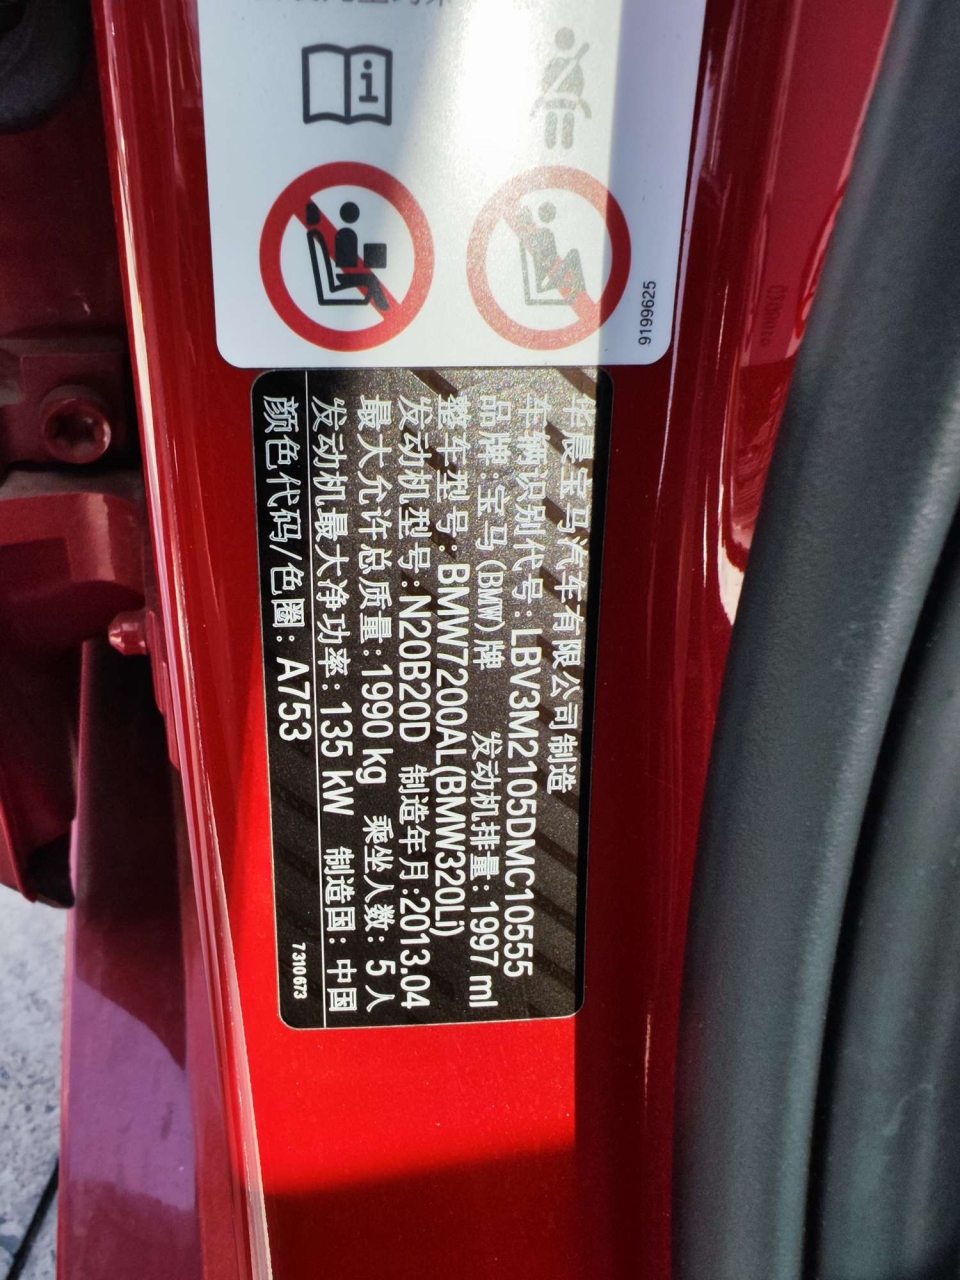 9199625
华晨宝马汽车有限公司制造
车辆识别代号:LBV3M2105DMC10555
品牌:宝马(BMW)牌 发动机排量:1997 ml
整车型号:BMW7200AL(BMW320Li)
发动机型号:N20B20D 制造年月:2013.04
最大允许总质量:1990 kg 乘坐人数:5人
发动机最大净功率:135 kW 制造国:中国
颜色代码/色圈:A753
7310673